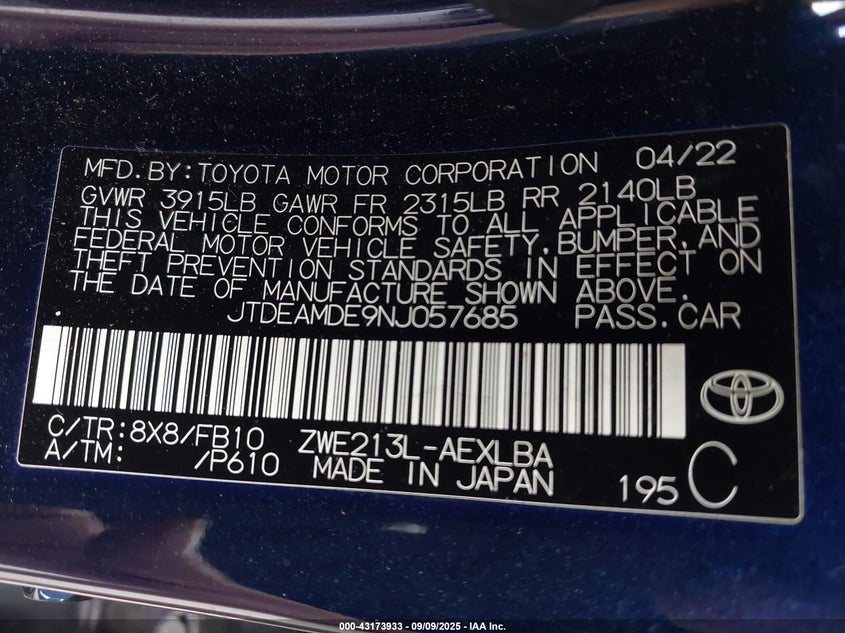 MFD.BY:TOYOTA MOTOR CORPORATION 04/22
GVWR 3915LB GAWR FR 2315LB RR 2140LB
THIS VEHICLE CONFORMS TO ALL APPLICABLE
FEDERAL MOTOR VEHICLE SAFETY,BUMPER,AND
THEFT PREVENTION STANDARDS IN EFFECT ON
THE DATE OF MANUFACTURE SHOWN ABOVE.
JTDEAMDE9NJ057685 PASS.CAR
C/TR:8X8/FB10 ZWE213L-AEXLBA
A/TM: /P610 MADE IN JAPAN 195 C
000-43173933 - 09/09/2025 - IAA Inc.